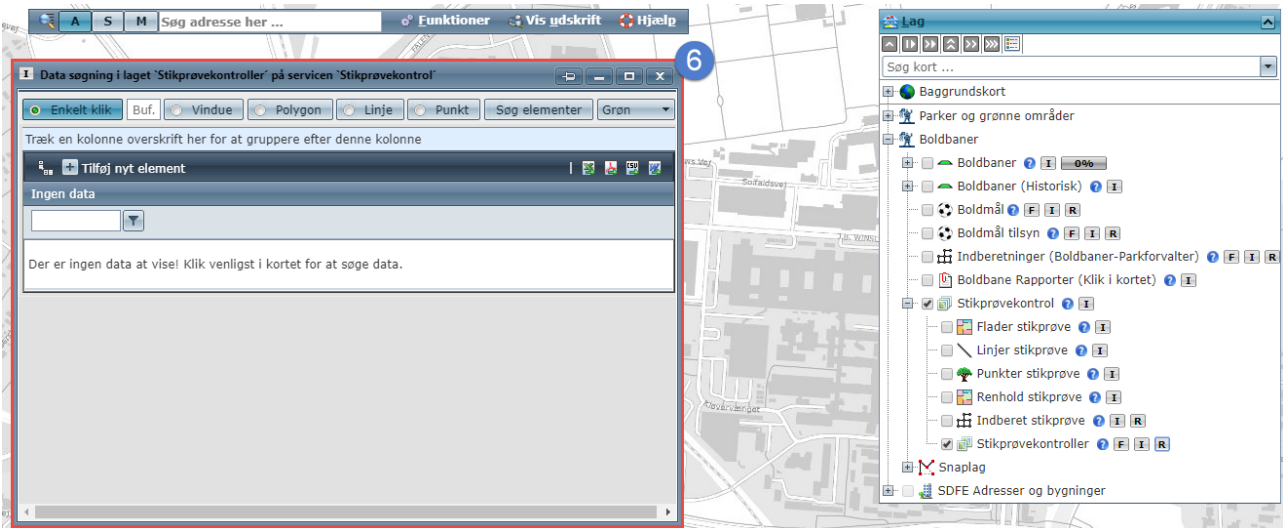 A S M Søg adresse her ... Funktioner Vis udskrift Hjælp
6
I Data søgning i laget `Stikprøvekontroller` på servicen `Stikprøvekontrol`
Enkelt klik Buf. Vindue Polygon Linje Punkt Søg elementer Grøn
Træk en kolonne overskrift her for at gruppere efter denne kolonne
Tilføj nyt element
CSV
Ingen data
Der er ingen data at vise! Klik venligst i kortet for at søge data.
Solfaldsvej
J.B. WINSL
Kløvervænget
Lag
Søg kort ...
Baggrundskort
Parker og grønne områder
Boldbaner
Boldbaner ? I 0%
Boldbaner (Historisk) ? I
Boldmål ? F I R
Boldmål tilsyn ? F I R
Indberetninger (Boldbaner-Parkforvalter) ? F I R
Boldbane Rapporter (Klik i kortet) ? I
Stikprøvekontrol ? I
Flader stikprøve ? I
Linjer stikprøve ? I
Punkter stikprøve ? I
Renhold stikprøve ? I
Indberet stikprøve ? I R
Stikprøvekontroller ? F I R
Snaplag
SDFE Adresser og bygninger